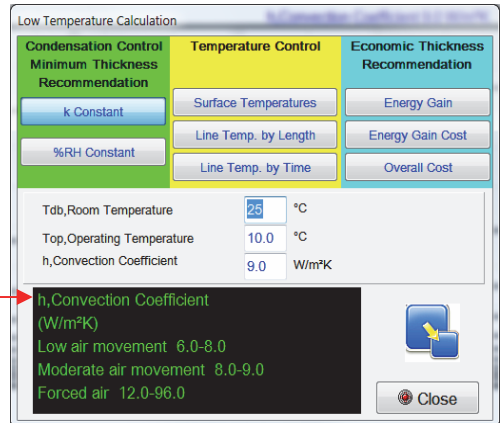 Low Temperature Calculation
Condensation Control
Minimum Thickness
Recommendation
k Constant
%RH Constant
Temperature Control
Surface Temperatures
Line Temp. by Length
Line Temp. by Time
Economic Thickness
Recommendation
Energy Gain
Energy Gain Cost
Overall Cost
Tdb,Room Temperature 25 °C
Top,Operating Temperature 10.0 °C
h,Convection Coefficient 9.0 W/m²K
h,Convection Coefficient
(W/m²K)
Low air movement 6.0-8.0
Moderate air movement 8.0-9.0
Forced air 12.0-96.0
Close